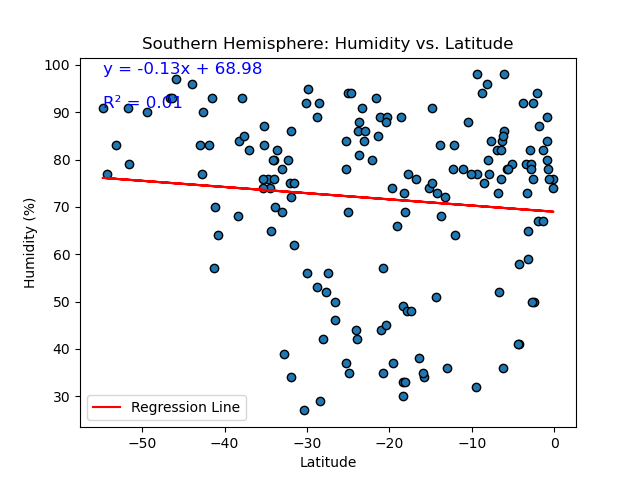 Southern Hemisphere: Humidity vs. Latitude
y = -0.13x + 68.98
R² = 0.01
Humidity (%)
100
90
80
70
60
50
40
30
Regression Line
−50
−40
−30
−20
−10
0
Latitude